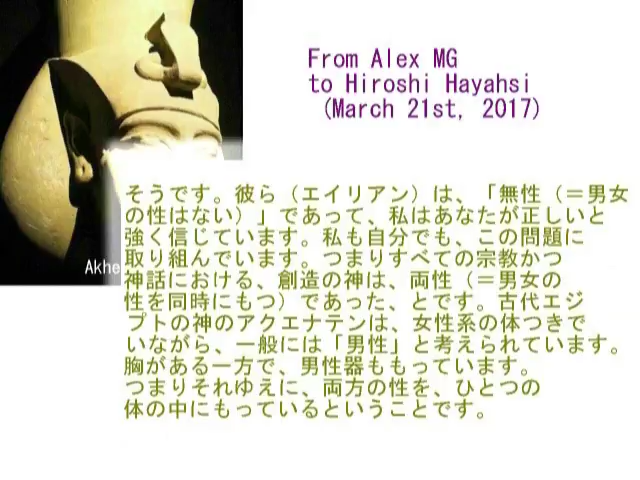 From Alex MG
to Hiroshi Hayahsi
(March 21st, 2017)
そうです。彼ら（エイリアン）は、「無性（＝男女
の性はない）」であって、私はあなたが正しいと
強く信じています。私も自分でも、この問題に
取り組んでいます。つまりすべての宗教かつ
神話における、創造の神は、両性（＝男女の
性を同時にもつ）であった、とです。古代エジ
プトの神のアクエナテンは、女性系の体つきで
いながら、一般には「男性」と考えられています。
胸がある一方で、男性器ももっています。
つまりそれゆえに、両方の性を、ひとつの
体の中にもっているということです。
Akhe